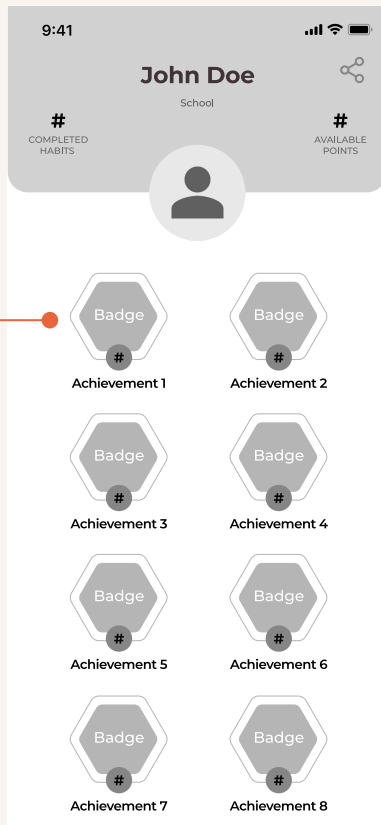 9:41
John Doe
School
#
COMPLETED
HABITS
#
AVAILABLE
POINTS
Badge
#
Achievement 1
Badge
#
Achievement 2
Badge
#
Achievement 3
Badge
#
Achievement 4
Badge
#
Achievement 5
Badge
#
Achievement 6
Badge
#
Achievement 7
Badge
#
Achievement 8